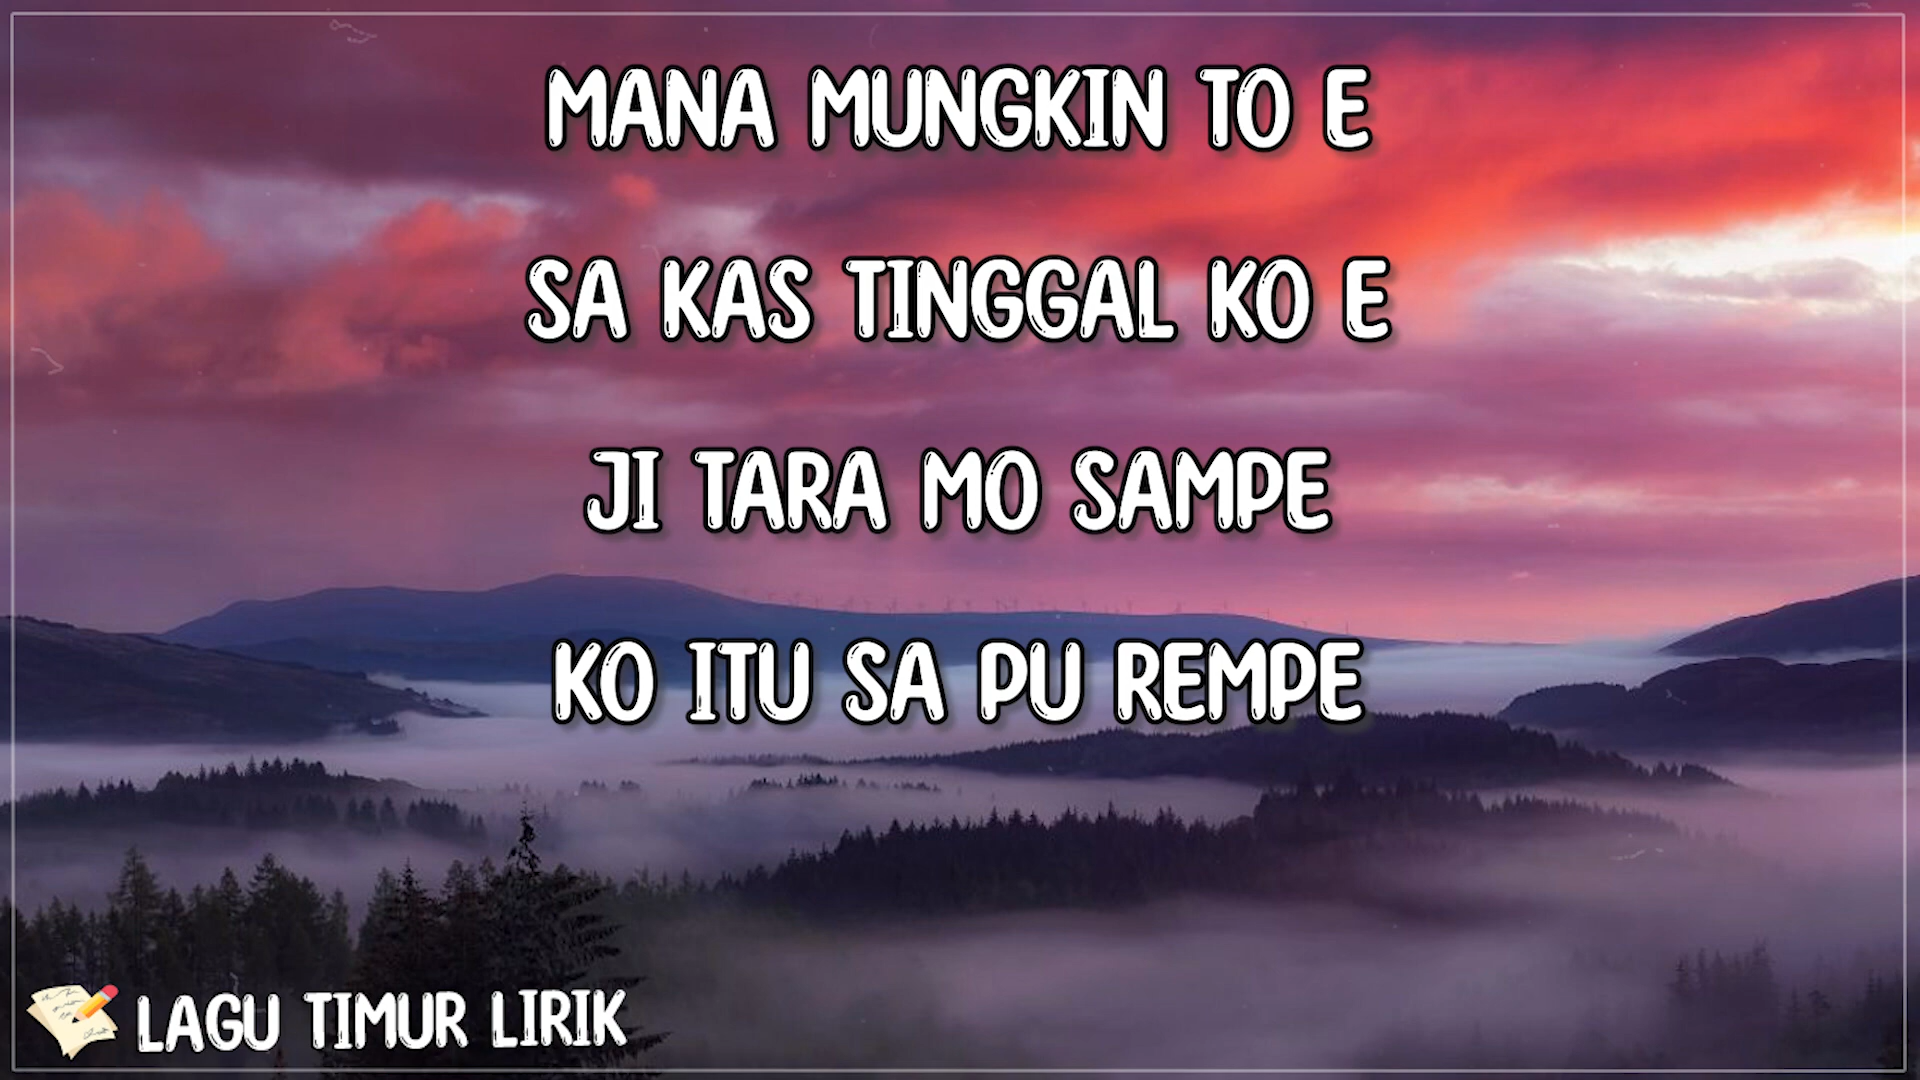 MANA MUNGKIN TO E
SA KAS TINGGAL KO E
JI TARA MO SAMPE
KO ITU SA PU REMPE
LAGU TIMUR LIRIK